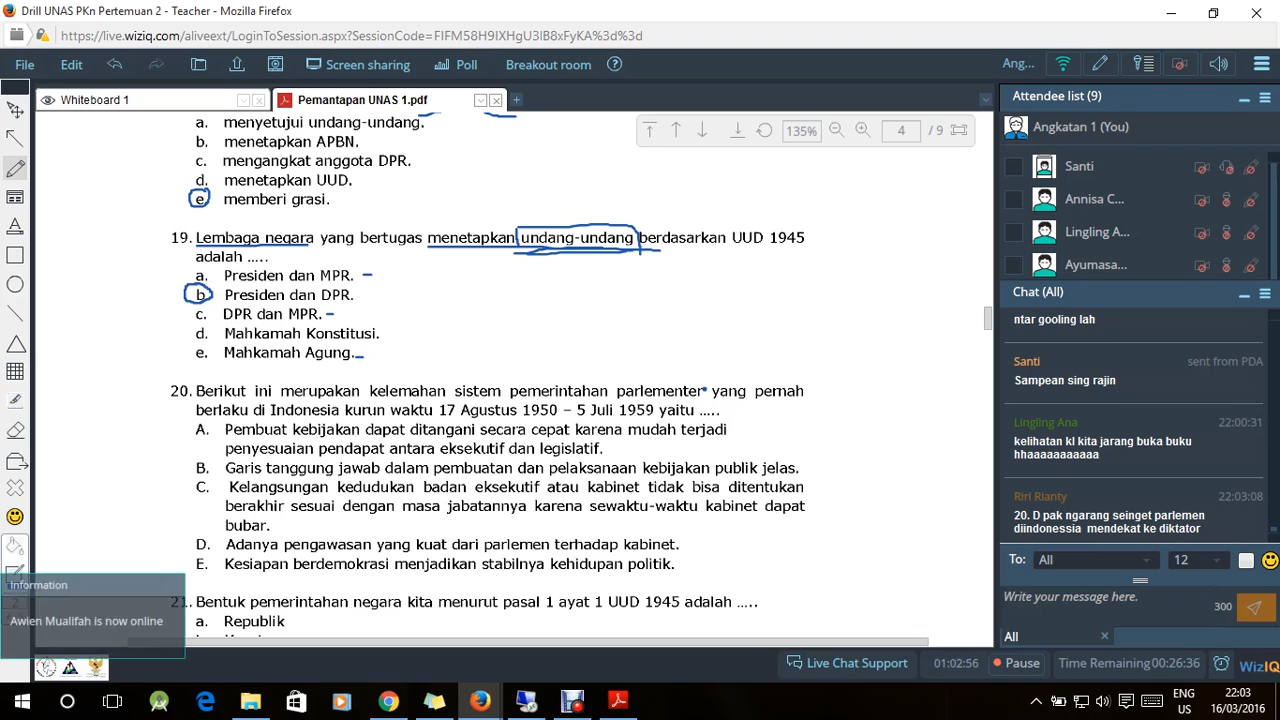 Drill UNAS PKn Pertemuan 2 - Teacher - Mozilla Firefox
https://live.wiziq.com/aliveext/LoginToSession.aspx?SessionCode=FIFM58H9IXHgU3lB8xFyKA%3d%3d
File Edit Screen sharing Poll Breakout room Ang...
Whiteboard 1 Pemantapan UNAS 1.pdf
135% 4 / 9
a. menyetujui undang-undang.
b. menetapkan APBN.
c. mengangkat anggota DPR.
d. menetapkan UUD.
e. memberi grasi.
19. Lembaga negara yang bertugas menetapkan undang-undang berdasarkan UUD 1945
adalah .....
a. Presiden dan MPR.
b. Presiden dan DPR.
c. DPR dan MPR.
d. Mahkamah Konstitusi.
e. Mahkamah Agung.
20. Berikut ini merupakan kelemahan sistem pemerintahan parlementer yang pernah
berlaku di Indonesia kurun waktu 17 Agustus 1950 – 5 Juli 1959 yaitu .....
A. Pembuat kebijakan dapat ditangani secara cepat karena mudah terjadi
penyesuaian pendapat antara eksekutif dan legislatif.
B. Garis tanggung jawab dalam pembuatan dan pelaksanaan kebijakan publik jelas.
C. Kelangsungan kedudukan badan eksekutif atau kabinet tidak bisa ditentukan
berakhir sesuai dengan masa jabatannya karena sewaktu-waktu kabinet dapat
bubar.
D. Adanya pengawasan yang kuat dari parlemen terhadap kabinet.
E. Kesiapan berdemokrasi menjadikan stabilnya kehidupan politik.
21. Bentuk pemerintahan negara kita menurut pasal 1 ayat 1 UUD 1945 adalah .....
a. Republik
Information
Awien Mualifah is now online
Attendee list (9)
Angkatan 1 (You)
Santi
Annisa C...
Lingling A...
Ayumasa...
Chat (All)
ntar gooling lah
Santi sent from PDA
Sampean sing rajin
Lingling Ana 22:00:31
kelihatan kl kita jarang buka buku
hhaaaaaaaaaaa
Riri Rianty 22:03:08
20. D pak ngarang seinget parlemen
diindonessia mendekat ke diktator
To: All 12
Write your message here.
300
All
Live Chat Support 01:02:56 Pause Time Remaining 00:26:36 WizIQ
ENG
US
22:03
16/03/2016